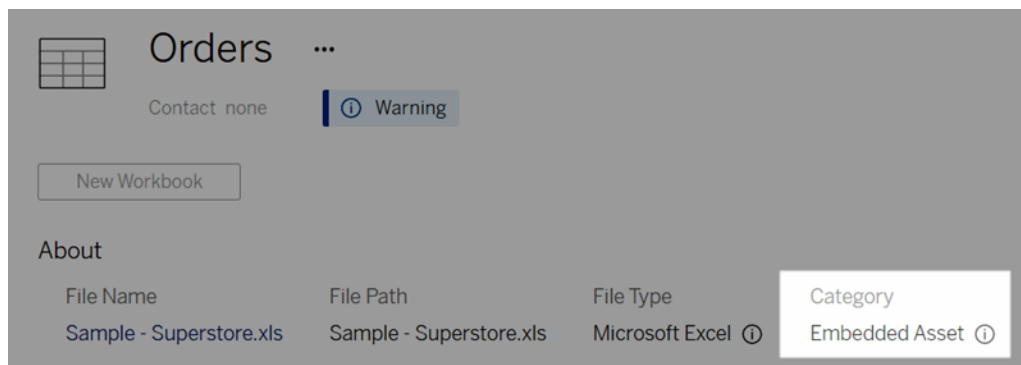 Orders ...
Contact none
Warning
New Workbook
About
File Name File Path File Type Category
Sample - Superstore.xls Sample - Superstore.xls Microsoft Excel Embedded Asset